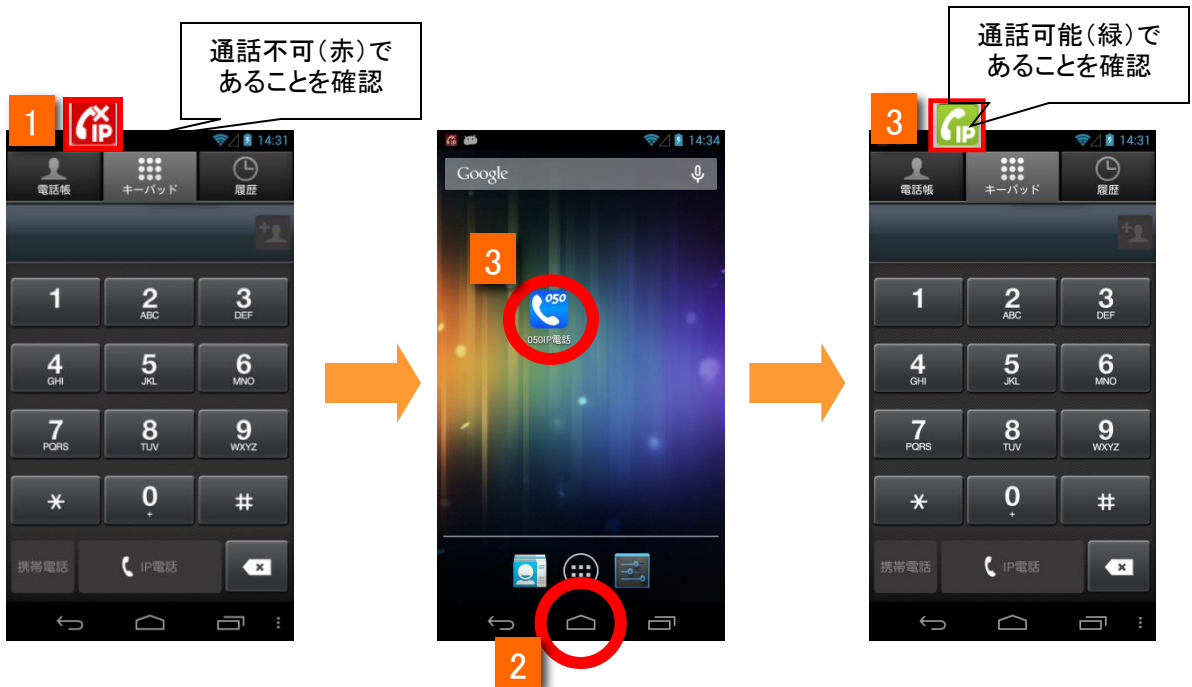 通話不可(赤)で
あることを確認
1
IP
14:31
電話帳
キーパッド
履歴
1
2
ABC
3
DEF
4
GHI
5
JKL
6
MNO
7
PQRS
8
TUV
9
WXYZ
*
0
+
#
携帯電話
IP電話
14:34
Google
3
050
050IP電話
2
通話可能(緑)で
あることを確認
3
IP
14:31
電話帳
キーパッド
履歴
1
2
ABC
3
DEF
4
GHI
5
JKL
6
MNO
7
PQRS
8
TUV
9
WXYZ
*
0
+
#
携帯電話
IP電話